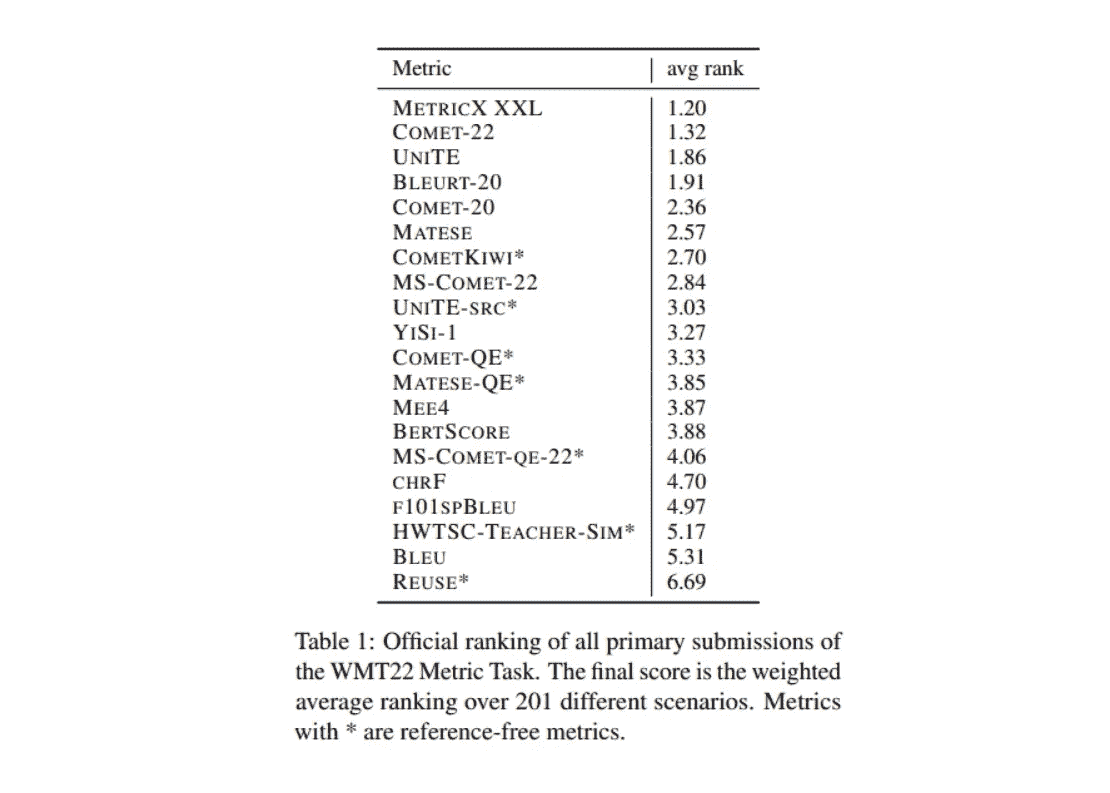 Metric avg rank
METRICX XXL 1.20
COMET-22 1.32
UNITE 1.86
BLEURT-20 1.91
COMET-20 2.36
MATESE 2.57
COMETKIWI* 2.70
MS-COMET-22 2.84
UNITE-SRC* 3.03
YISI-1 3.27
COMET-QE* 3.33
MATESE-QE* 3.85
MEE4 3.87
BERTSCORE 3.88
MS-COMET-QE-22* 4.06
CHRF 4.70
F101SPBLEU 4.97
HWTSC-TEACHER-SIM* 5.17
BLEU 5.31
REUSE* 6.69
Table 1: Official ranking of all primary submissions of
the WMT22 Metric Task. The final score is the weighted
average ranking over 201 different scenarios. Metrics
with * are reference-free metrics.